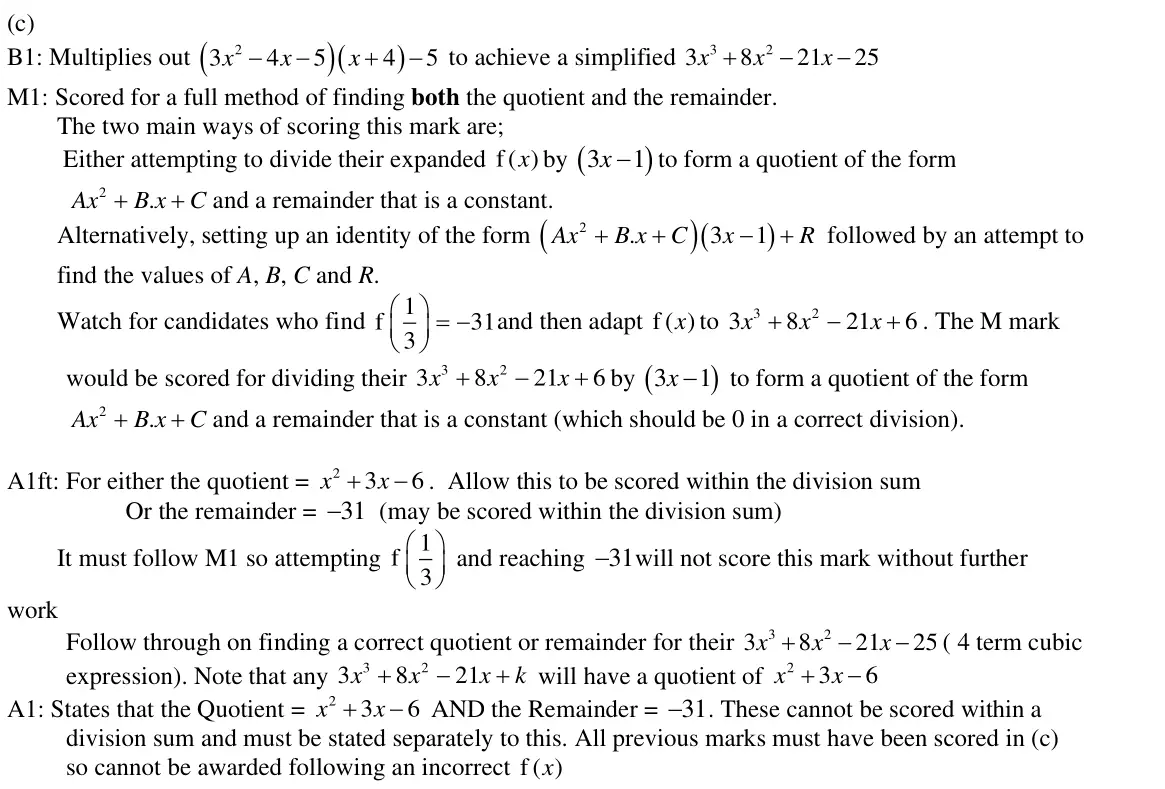 (c)
B1: Multiplies out (3x² − 4x − 5)(x + 4) − 5 to achieve a simplified 3x³ + 8x² − 21x − 25
M1: Scored for a full method of finding both the quotient and the remainder.
The two main ways of scoring this mark are;
Either attempting to divide their expanded f(x) by (3x − 1) to form a quotient of the form
Ax² + B.x + C and a remainder that is a constant.
Alternatively, setting up an identity of the form (Ax² + B.x + C)(3x − 1) + R followed by an attempt to
find the values of A, B, C and R.
Watch for candidates who find f(1/3) = −31 and then adapt f(x) to 3x³ + 8x² − 21x + 6. The M mark
would be scored for dividing their 3x³ + 8x² − 21x + 6 by (3x − 1) to form a quotient of the form
Ax² + B.x + C and a remainder that is a constant (which should be 0 in a correct division).
A1ft: For either the quotient = x² + 3x − 6. Allow this to be scored within the division sum
Or the remainder = −31 (may be scored within the division sum)
It must follow M1 so attempting f(1/3) and reaching −31 will not score this mark without further
work
Follow through on finding a correct quotient or remainder for their 3x³ + 8x² − 21x − 25 ( 4 term cubic
expression). Note that any 3x³ + 8x² − 21x + k will have a quotient of x² + 3x − 6
A1: States that the Quotient = x² + 3x − 6 AND the Remainder = −31. These cannot be scored within a
division sum and must be stated separately to this. All previous marks must have been scored in (c)
so cannot be awarded following an incorrect f(x)